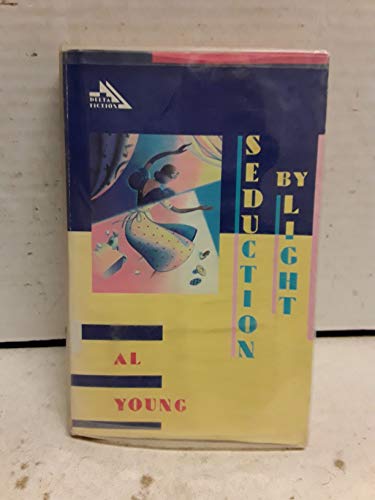 DELTA
FICTION
SEDUCTION
BY LIGHT
AL
YOUNG